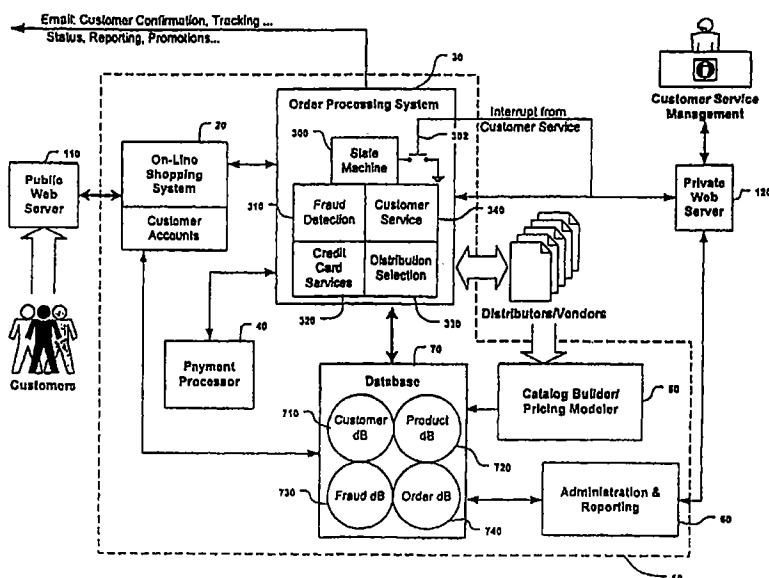 Email: Customer Confirmation, Tracking ...
Status, Reporting, Promotions...
30
Order Processing System
Interrupt from
Customer Service
302
300
State
Machine
310
Fraud
Detection
Customer
Service
340
Credit
Card
Services
Distribution
Selection
320
330
20
On-Line
Shopping
System
Customer
Accounts
110
Public
Web
Server
Customers
Customer Service
Management
Private
Web
Server
120
Distributors/Vendors
40
Payment
Processor
70
Database
710
Customer
dB
Product
dB
720
730
Fraud dB
Order dB
740
Catalog Builder/
Pricing Modeler
Administration &
Reporting
60